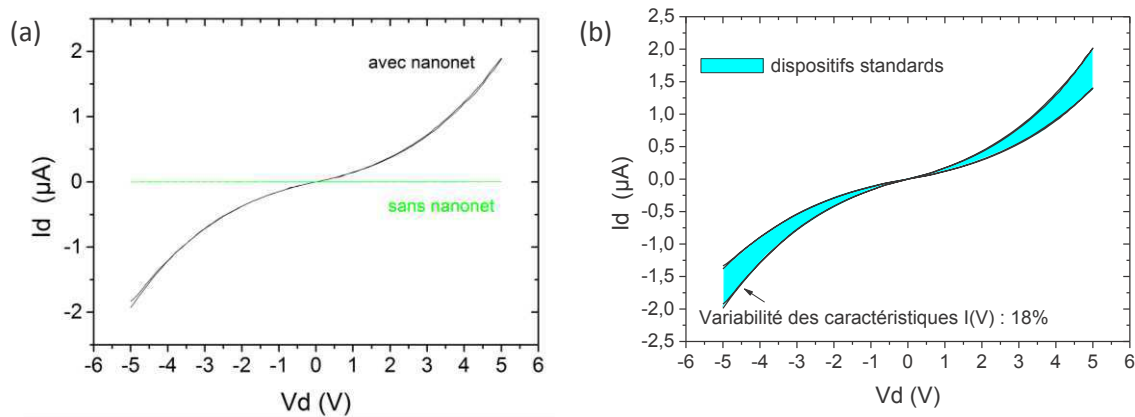 (a)
2
1
0
-1
-2
Id (µA)
avec nanonet
sans nanonet
-6 -5 -4 -3 -2 -1 0 1 2 3 4 5 6
Vd (V)
(b)
2,5
2,0
1,5
1,0
0,5
0,0
-0,5
-1,0
-1,5
-2,0
2,5
Id (µA)
dispositifs standards
Variabilité des caractéristiques I(V) : 18%
-6 -5 -4 -3 -2 -1 0 1 2 3 4 5 6
Vd (V)